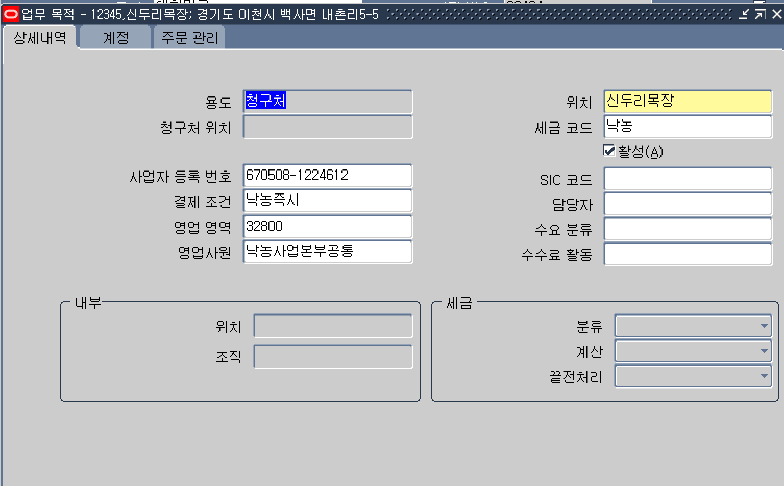 업무 목적 - 12345,신두리목장; 경기도 이천시 백사면 내촌리5-5
상세내역 계정 주문 관리
용도 청구처 위치 신두리목장
청구처 위치 세금 코드 낙농
활성(A)
사업자 등록 번호 670508-1224612 SIC 코드
결제 조건 낙농즉시 담당자
영업 영역 32800 수요 분류
영업사원 낙농사업본부공통 수수료 활동
내부 세금
위치 분류
조직 계산
끝전처리